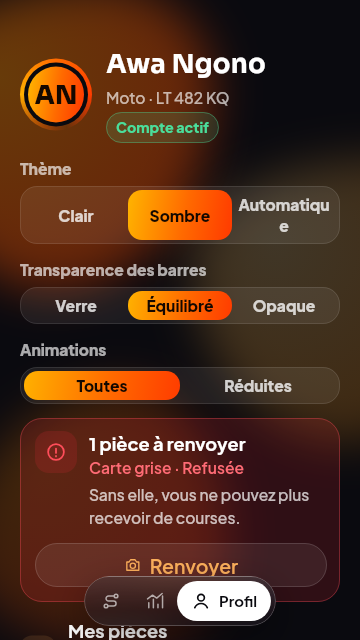 AN
Awa Ngono
Moto · LT 482 KQ
Compte actif
Thème
Clair
Sombre
Automatiqu
e
Transparence des barres
Verre
Équilibré
Opaque
Animations
Toutes
Réduites
1 pièce à renvoyer
Carte grise · Refusée
Sans elle, vous ne pouvez plus
recevoir de courses.
Renvoyer
Profil
Mes pièces